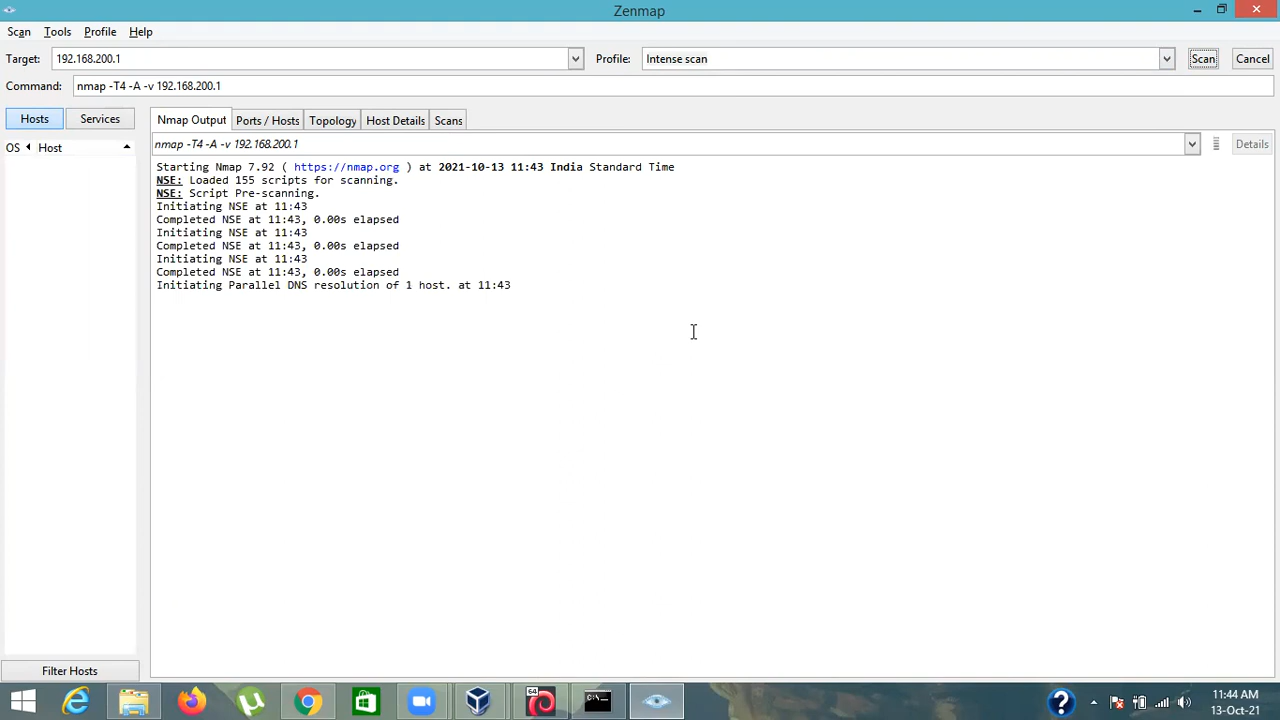 Zenmap
Scan Tools Profile Help
Target: 192.168.200.1 Profile: Intense scan Scan Cancel
Command: nmap -T4 -A -v 192.168.200.1
Hosts Services Nmap Output Ports / Hosts Topology Host Details Scans
OS Host nmap -T4 -A -v 192.168.200.1 Details
Starting Nmap 7.92 ( https://nmap.org ) at 2021-10-13 11:43 India Standard Time
NSE: Loaded 155 scripts for scanning.
NSE: Script Pre-scanning.
Initiating NSE at 11:43
Completed NSE at 11:43, 0.00s elapsed
Initiating NSE at 11:43
Completed NSE at 11:43, 0.00s elapsed
Initiating NSE at 11:43
Completed NSE at 11:43, 0.00s elapsed
Initiating Parallel DNS resolution of 1 host. at 11:43
Filter Hosts
64
11:44 AM
13-Oct-21